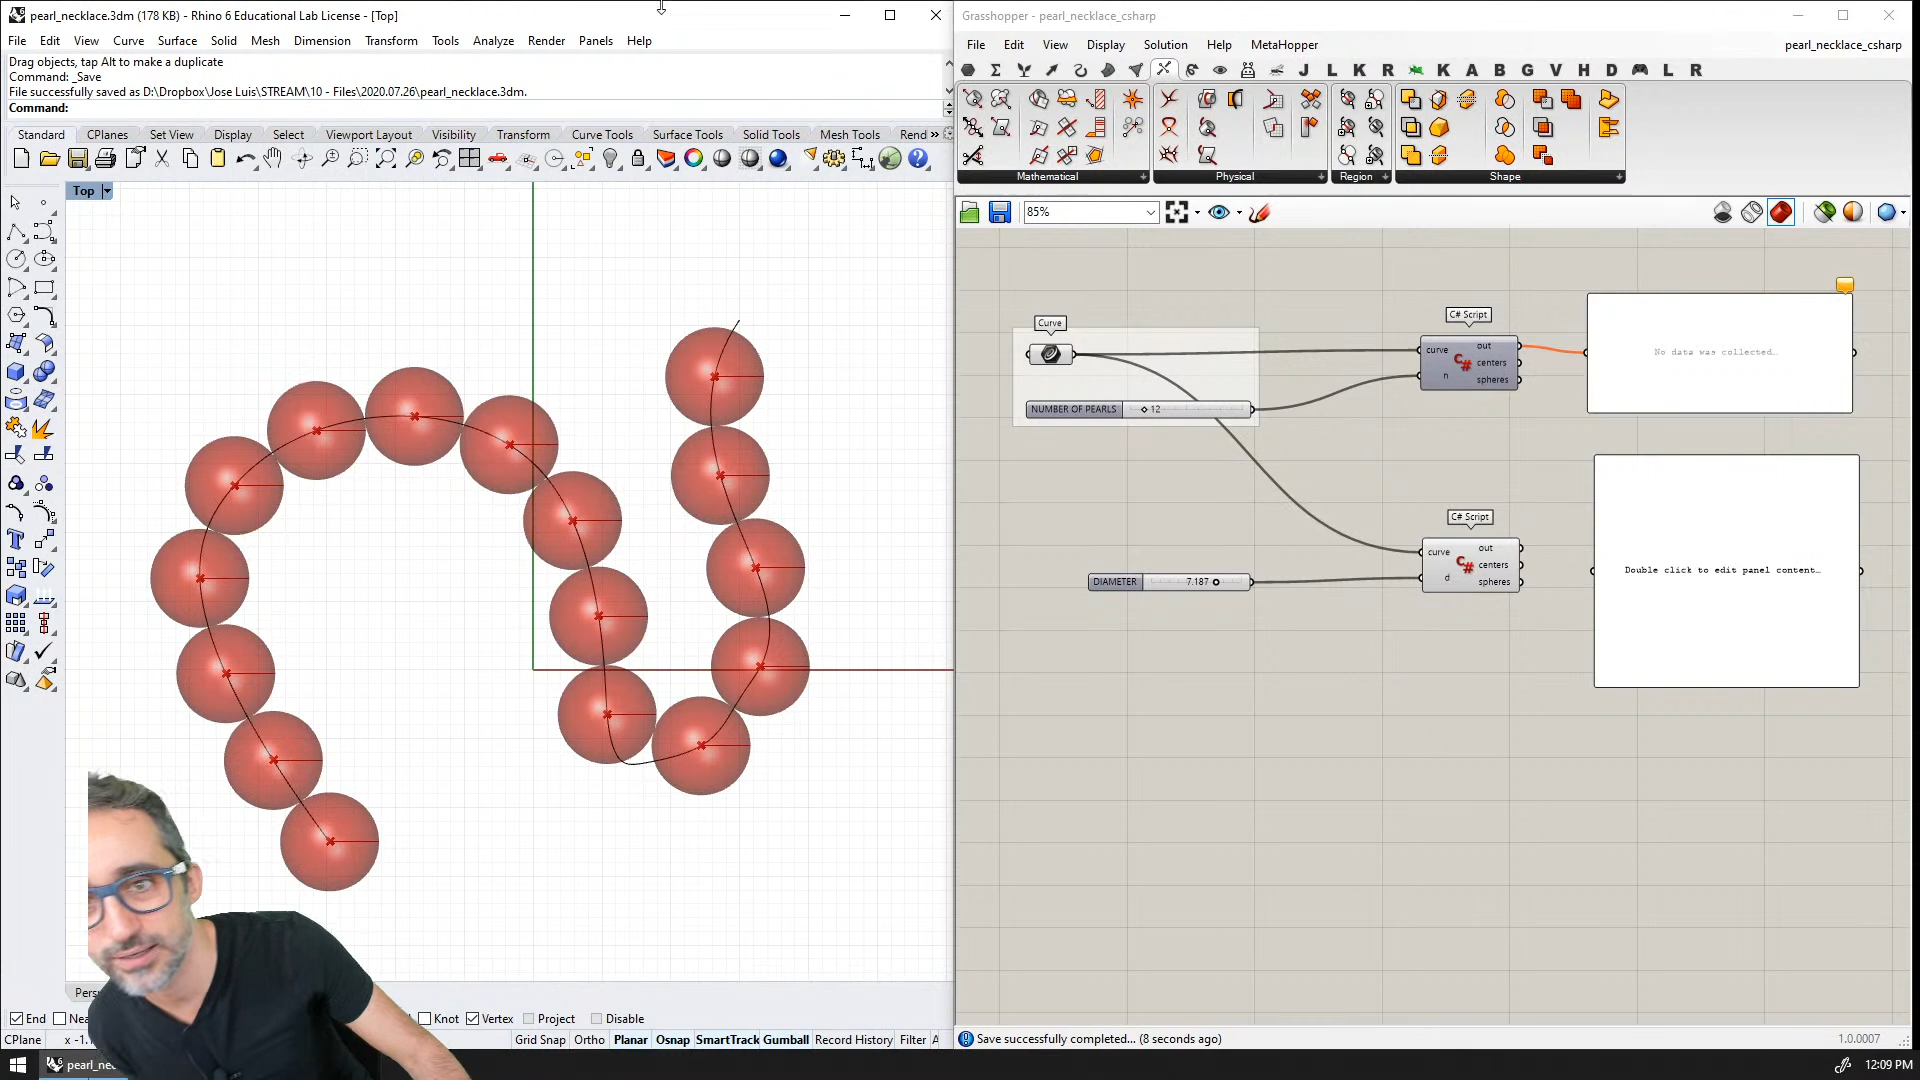 pearl_necklace.3dm (178 KB) - Rhino 6 Educational Lab License - [Top]
File Edit View Curve Surface Solid Mesh Dimension Transform Tools Analyze Render Panels Help
Drag objects, tap Alt to make a duplicate
Command: _Save
File successfully saved as D:\Dropbox\Jose Luis\STREAM\10 - Files\2020.07.26\pearl_necklace.3dm.
Command:
Standard CPlanes Set View Display Select Viewport Layout Visibility Transform Curve Tools Surface Tools Solid Tools Mesh Tools Rend »
Top
End
Knot Vertex Project Disable
CPlane
Grid Snap Ortho Planar Osnap SmartTrack Gumball Record History Filter
Grasshopper - pearl_necklace_csharp
File Edit View Display Solution Help MetaHopper pearl_necklace_csharp
J L K R K A B G V H D L R
Mathematical Physical Region Shape
85%
Curve
C# Script
curve
n
C#
out
centers
spheres
No data was collected…
NUMBER OF PEARLS 12
C# Script
curve
d
C#
out
centers
spheres
Double click to edit panel content…
DIAMETER 7.187
Save successfully completed... (8 seconds ago)
1.0.0007
12:09 PM